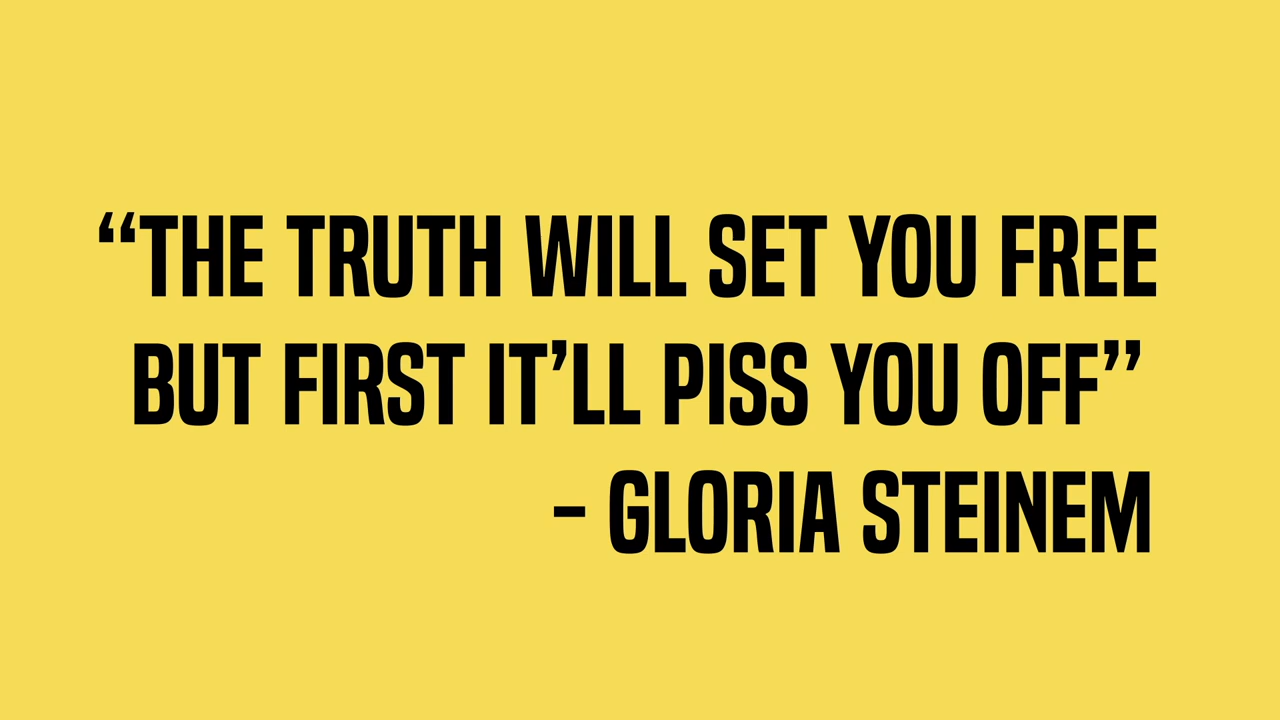 “THE TRUTH WILL SET YOU FREE
BUT FIRST IT’LL PISS YOU OFF”
– GLORIA STEINEM